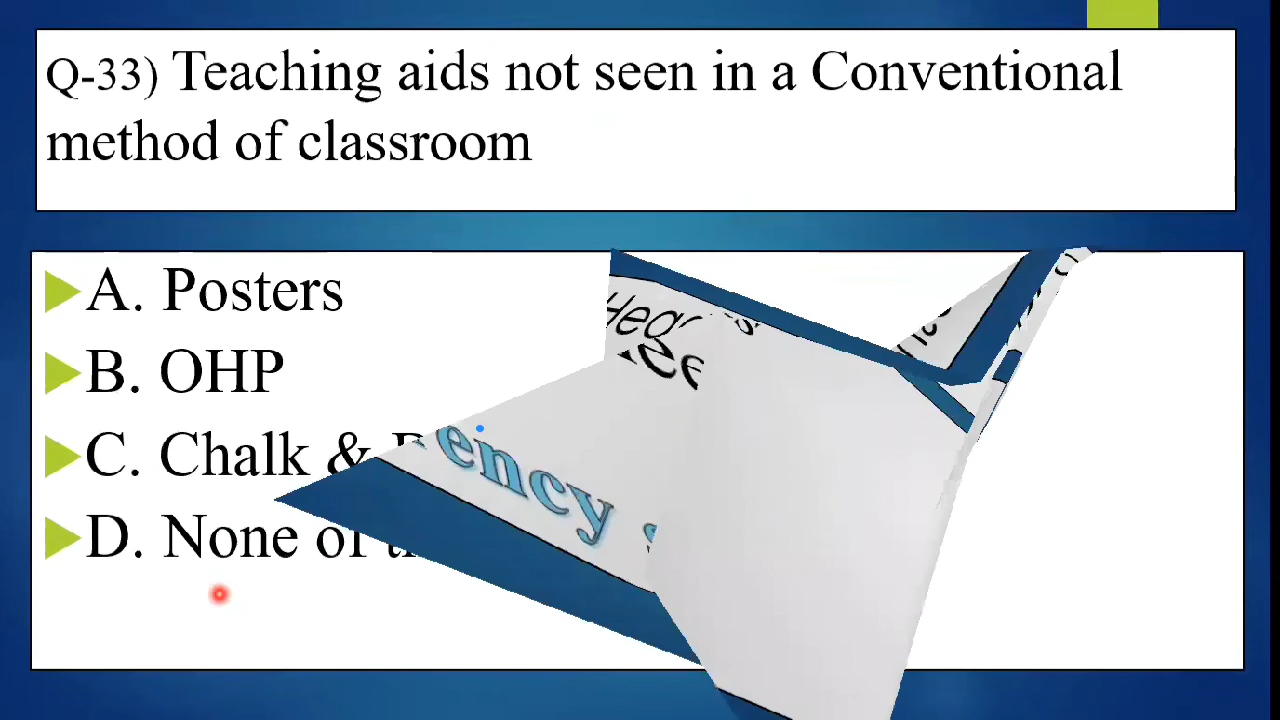 Q-33) Teaching aids not seen in a Conventional
method of classroom
A. Posters
B. OHP
C. Chalk &
D. None of
ency